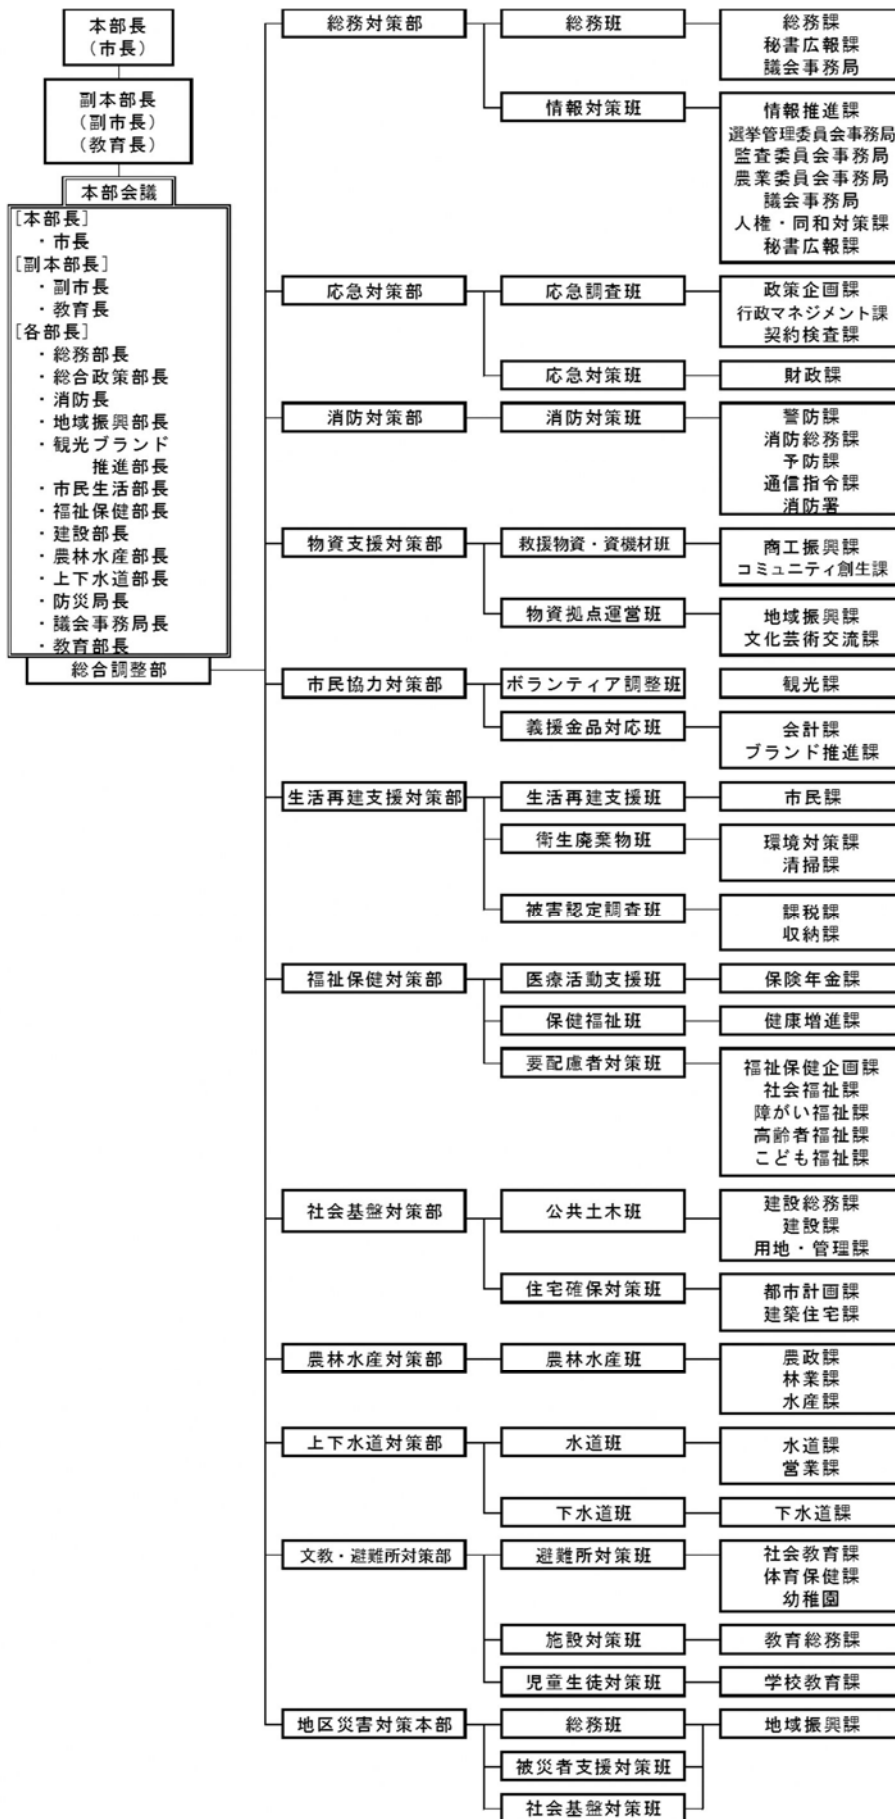 本部長
（市長）
副本部長
（副市長）
（教育長）
本部会議
[本部長]
・市長
[副本部長]
・副市長
・教育長
[各部長]
・総務部長
・総合政策部長
・消防長
・地域振興部長
・観光ブランド
推進部長
・市民生活部長
・福祉保健部長
・建設部長
・農林水産部長
・上下水道部長
・防災局長
・議会事務局長
・教育部長
総合調整部
総務対策部
総務班
総務課
秘書広報課
議会事務局
情報対策班
情報推進課
選挙管理委員会事務局
監査委員会事務局
農業委員会事務局
議会事務局
人権・同和対策課
秘書広報課
応急対策部
応急調査班
政策企画課
行政マネジメント課
契約検査課
応急対策班
財政課
消防対策部
消防対策班
警防課
消防総務課
予防課
通信指令課
消防署
物資支援対策部
救援物資・資機材班
商工振興課
コミュニティ創生課
物資拠点運営班
地域振興課
文化芸術交流課
市民協力対策部
ボランティア調整班
観光課
義援金品対応班
会計課
ブランド推進課
生活再建支援対策部
生活再建支援班
市民課
衛生廃棄物班
環境対策課
清掃課
被害認定調査班
課税課
収納課
福祉保健対策部
医療活動支援班
保険年金課
保健福祉班
健康増進課
要配慮者対策班
福祉保健企画課
社会福祉課
障がい福祉課
高齢者福祉課
こども福祉課
社会基盤対策部
公共土木班
建設総務課
建設課
用地・管理課
住宅確保対策班
都市計画課
建築住宅課
農林水産対策部
農林水産班
農政課
林業課
水産課
上下水道対策部
水道班
水道課
営業課
下水道班
下水道課
文教・避難所対策部
避難所対策班
社会教育課
体育保健課
幼稚園
施設対策班
教育総務課
児童生徒対策班
学校教育課
地区災害対策本部
総務班
地域振興課
被災者支援対策班
社会基盤対策班